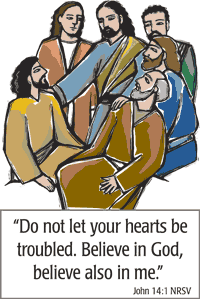 “Do not let your hearts be
troubled. Believe in God,
believe also in me.”
John 14:1 NRSV